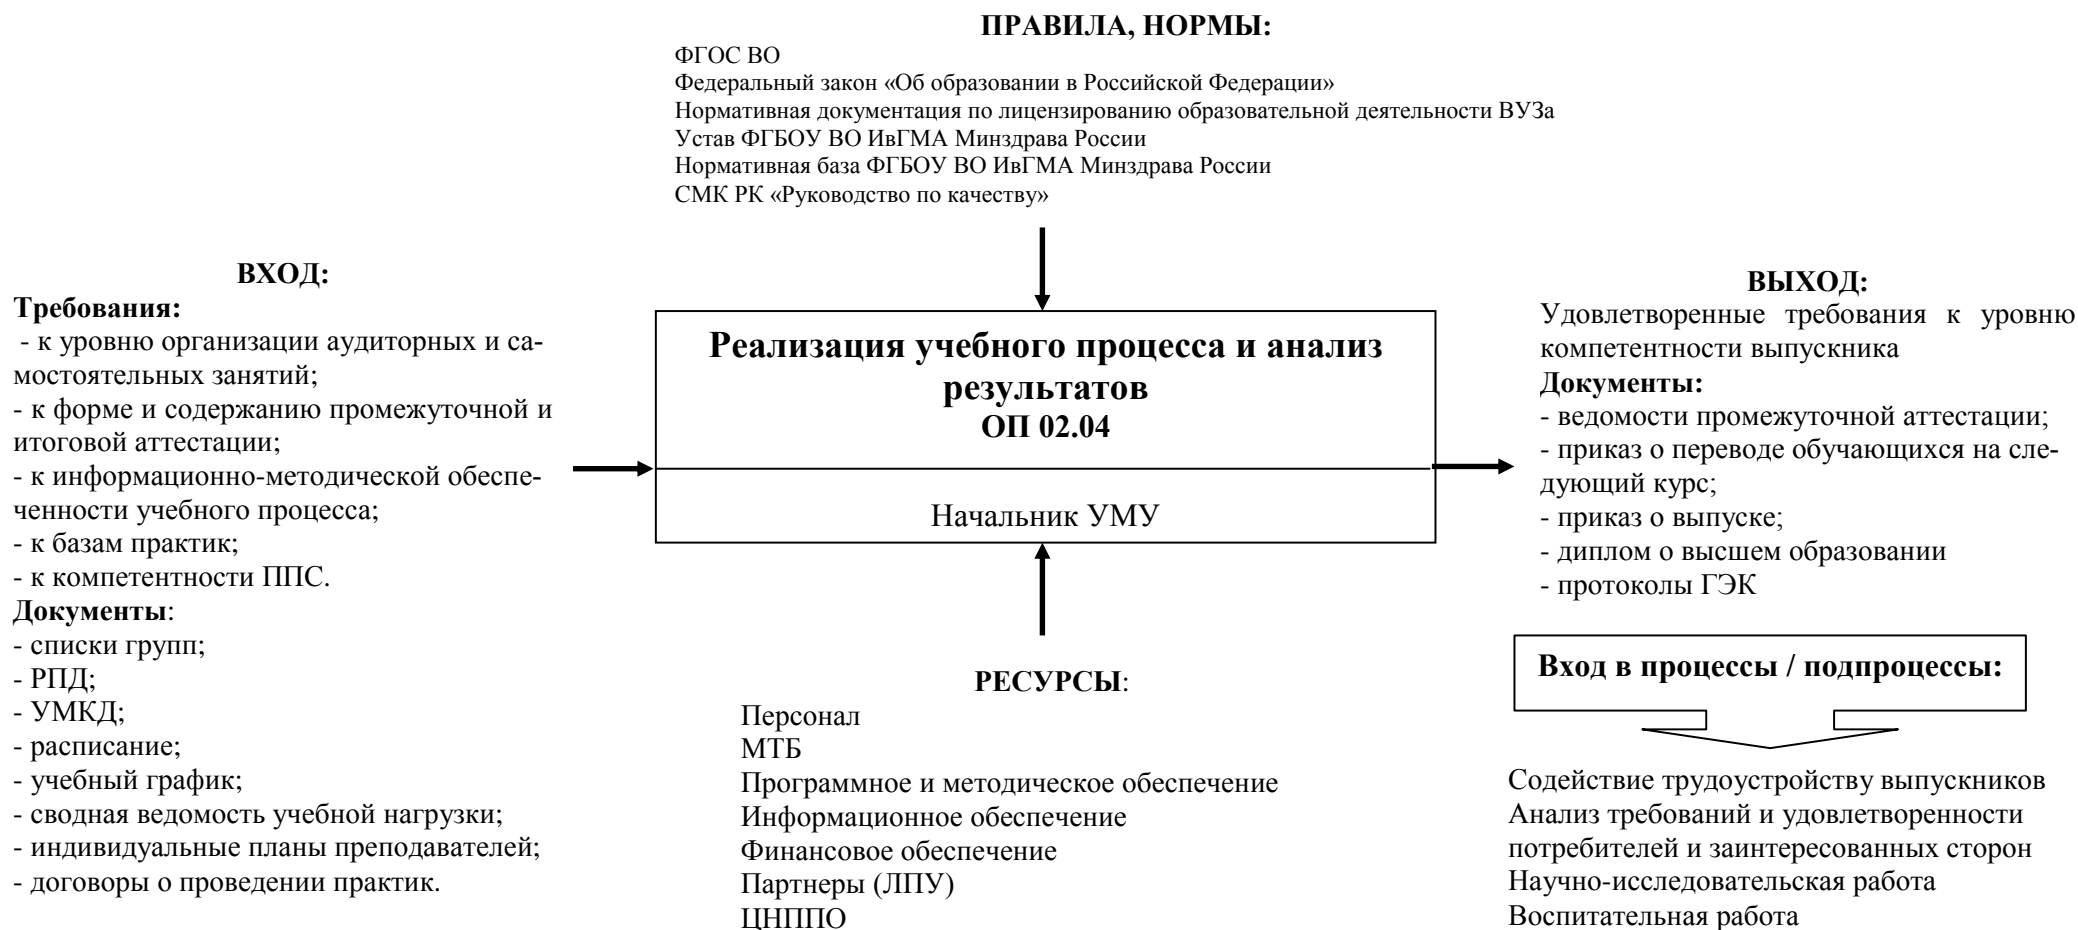 ПРАВИЛА, НОРМЫ:
ФГОС ВО
Федеральный закон «Об образовании в Российской Федерации»
Нормативная документация по лицензированию образовательной деятельности ВУЗа
Устав ФГБОУ ВО ИвГМА Минздрава России
Нормативная база ФГБОУ ВО ИвГМА Минздрава России
СМК РК «Руководство по качеству»
ВХОД:
Требования:
- к уровню организации аудиторных и са-
мостоятельных занятий;
- к форме и содержанию промежуточной и
итоговой аттестации;
- к информационно-методической обеспе-
ченности учебного процесса;
- к базам практик;
- к компетентности ППС.
Документы:
- списки групп;
- РПД;
- УМКД;
- расписание;
- учебный график;
- сводная ведомость учебной нагрузки;
- индивидуальные планы преподавателей;
- договоры о проведении практик.
Реализация учебного процесса и анализ
результатов
ОП 02.04
Начальник УМУ
РЕСУРСЫ:
Персонал
МТБ
Программное и методическое обеспечение
Информационное обеспечение
Финансовое обеспечение
Партнеры (ЛПУ)
ЦНППО
ВЫХОД:
Удовлетворенные требования к уровню
компетентности выпускника
Документы:
- ведомости промежуточной аттестации;
- приказ о переводе обучающихся на сле-
дующий курс;
- приказ о выпуске;
- диплом о высшем образовании
- протоколы ГЭК
Вход в процессы / подпроцессы:
Содействие трудоустройству выпускников
Анализ требований и удовлетворенности
потребителей и заинтересованных сторон
Научно-исследовательская работа
Воспитательная работа